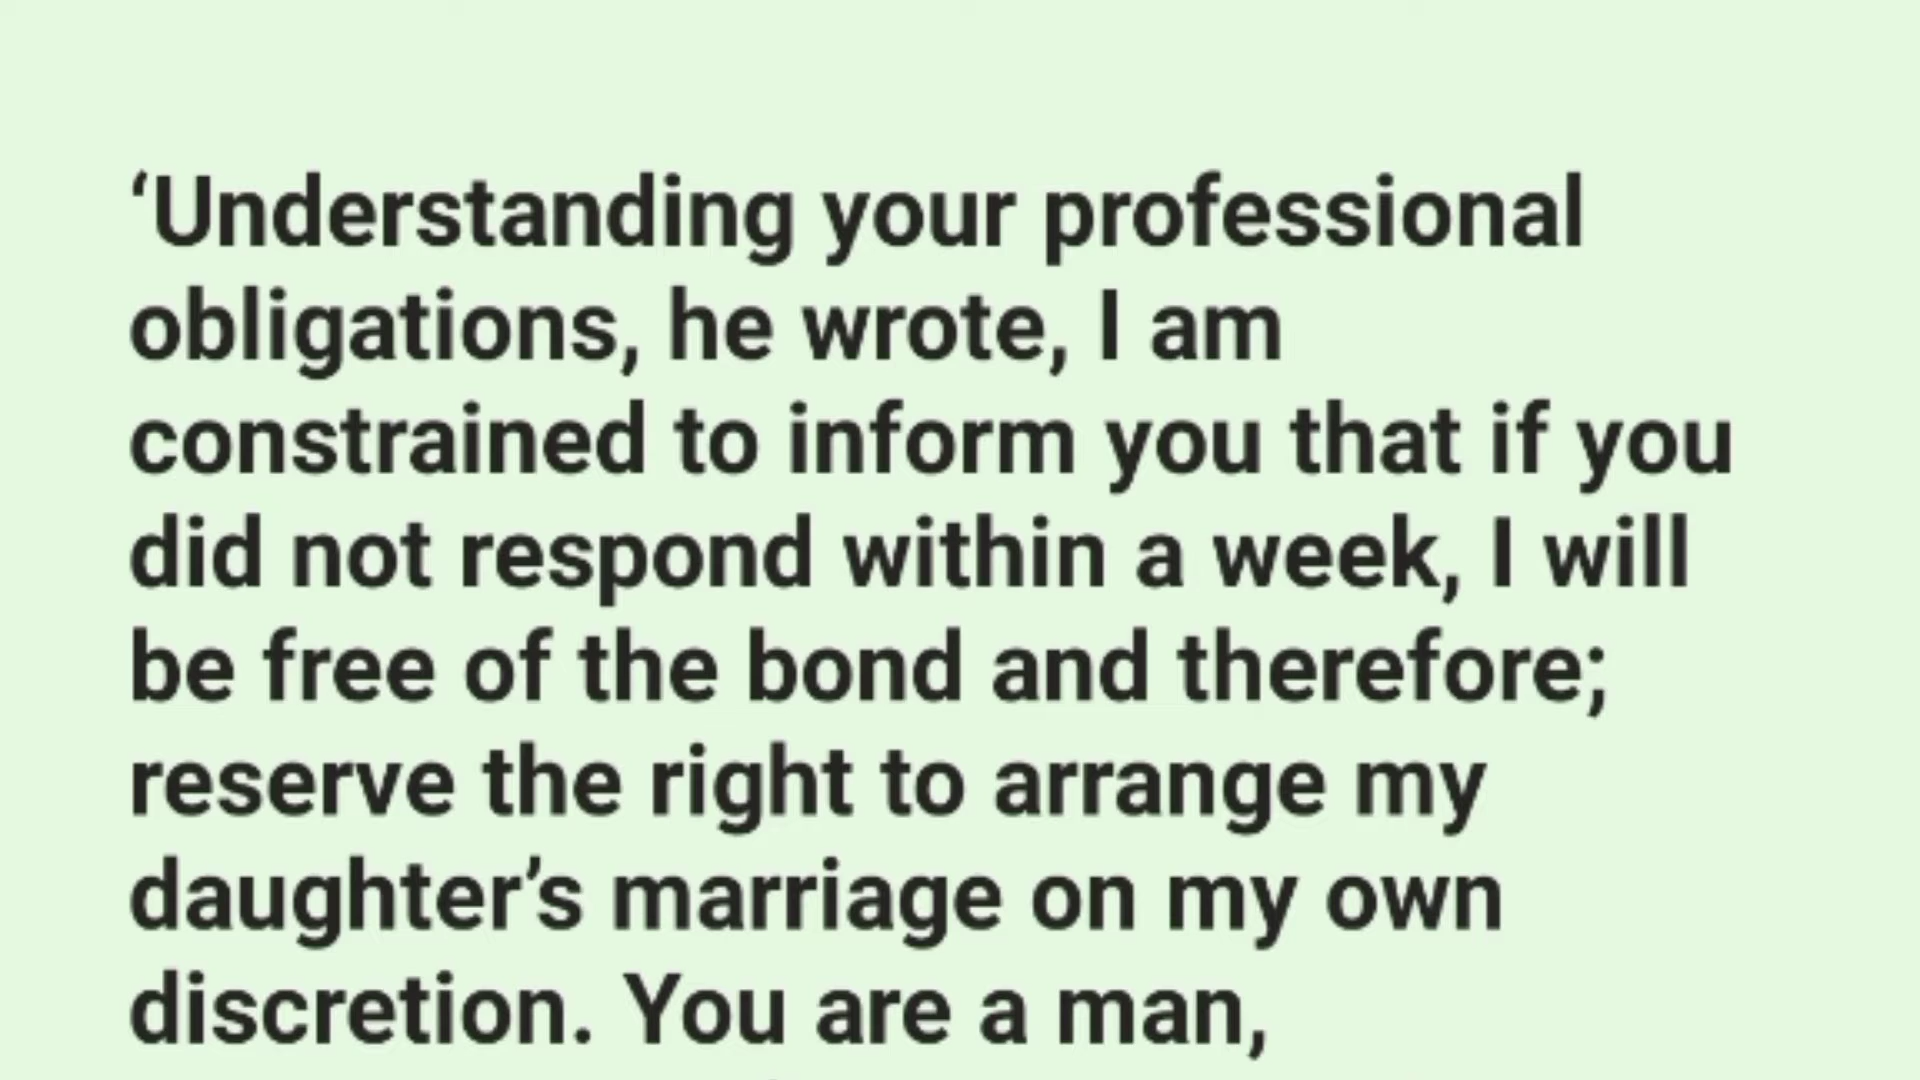 ‘Understanding your professional
obligations, he wrote, I am
constrained to inform you that if you
did not respond within a week, I will
be free of the bond and therefore;
reserve the right to arrange my
daughter’s marriage on my own
discretion. You are a man,